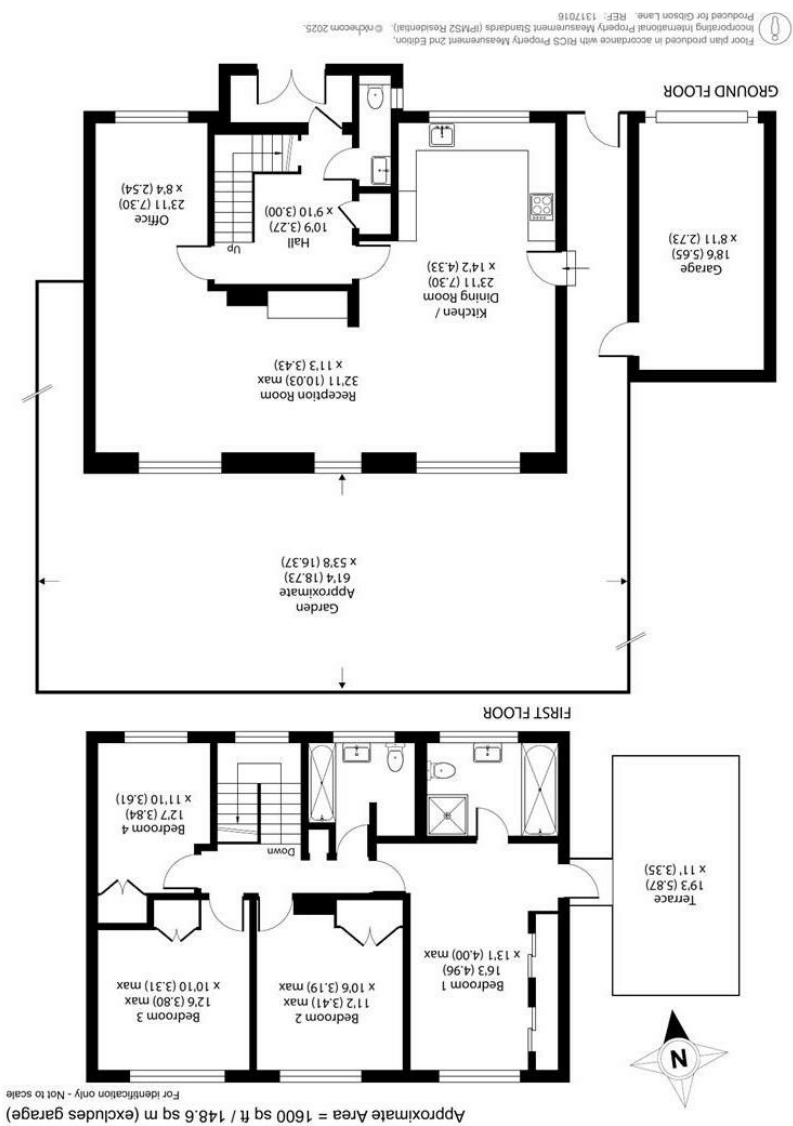 Approximate Area = 1600 sq ft / 148.6 sq m (excludes garage)
For identification only - Not to scale
N
Bedroom 1
16'3 (4.96)
x 13'1 (4.00) max
Bedroom 2
11'2 (3.41) max
x 10'6 (3.19) max
Bedroom 3
12'6 (3.80) max
x 10'10 (3.31) max
Terrace
19'3 (5.87)
x 11' (3.35)
Down
Bedroom 4
12'7 (3.84)
x 11'10 (3.61)
FIRST FLOOR
Garden
Approximate
61'4 (18.73)
x 53'8 (16.37)
Reception Room
32'11 (10.03) max
x 11'3 (3.43)
Kitchen /
Dining Room
23'11 (7.30)
x 14'2 (4.33)
Garage
18'6 (5.65)
x 8'11 (2.73)
Hall
10'9 (3.27)
x 9'10 (3.00)
Up
Office
23'11 (7.30)
x 8'4 (2.54)
GROUND FLOOR
Floor plan produced in accordance with RICS Property Measurement 2nd Edition,
Incorporating International Property Measurement Standards (IPMS2 Residential). ©nichecom 2025.
Produced for Gibson Lane. REF: 1317016